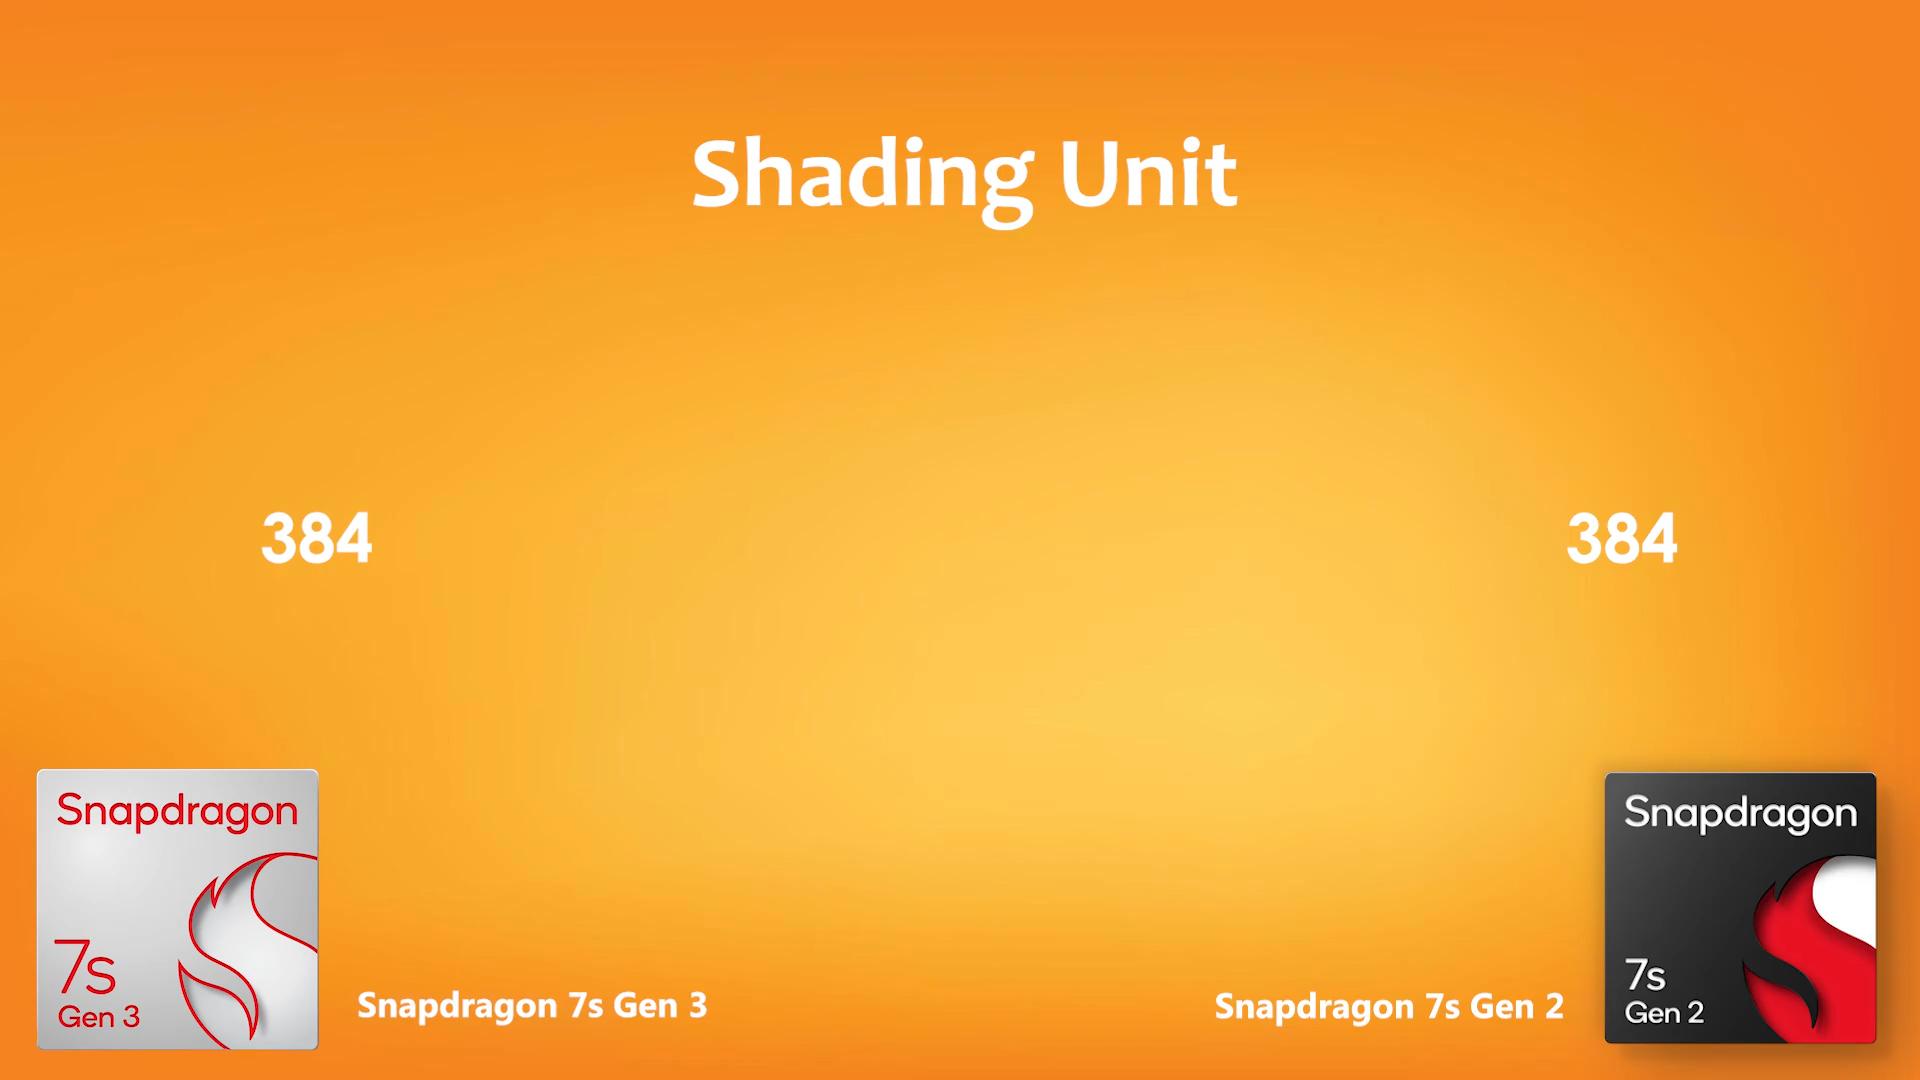 Shading Unit
384
384
Snapdragon
7s
Gen 3
Snapdragon 7s Gen 3
Snapdragon 7s Gen 2
Snapdragon
7s
Gen 2